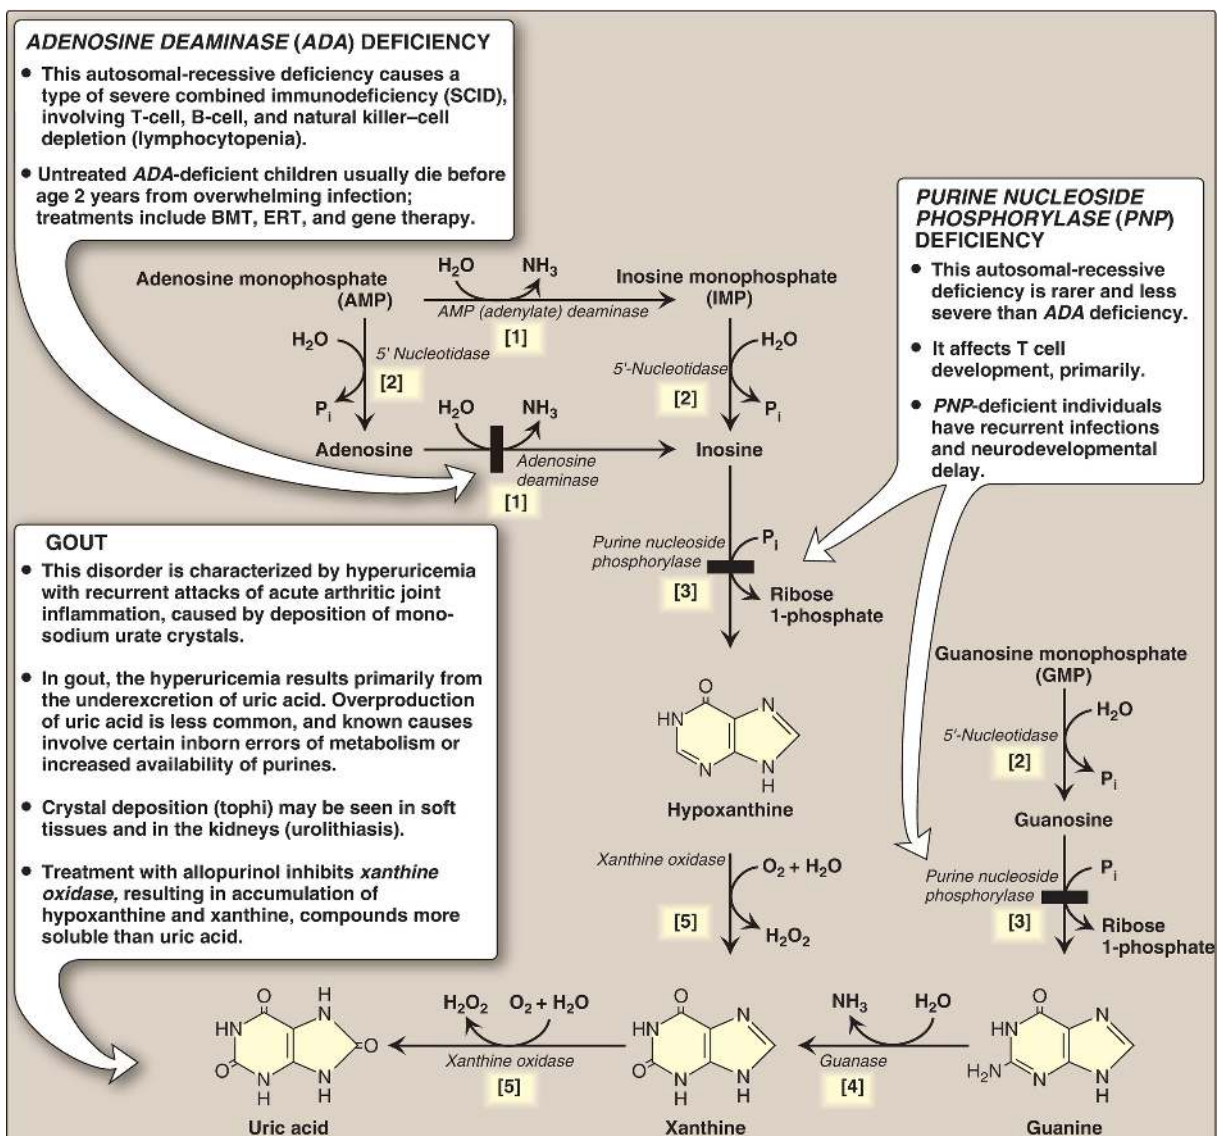 ADENOSINE DEAMINASE (ADA) DEFICIENCY
• This autosomal-recessive deficiency causes a
type of severe combined immunodeficiency (SCID),
involving T-cell, B-cell, and natural killer–cell
depletion (lymphocytopenia).
• Untreated ADA-deficient children usually die before
age 2 years from overwhelming infection;
treatments include BMT, ERT, and gene therapy.
PURINE NUCLEOSIDE
PHOSPHORYLASE (PNP)
DEFICIENCY
• This autosomal-recessive
deficiency is rarer and less
severe than ADA deficiency.
• It affects T cell
development, primarily.
• PNP-deficient individuals
have recurrent infections
and neurodevelopmental
delay.
Adenosine monophosphate
(AMP)
H2O NH3
AMP (adenylate) deaminase
[1]
Inosine monophosphate
(IMP)
H2O
5' Nucleotidase
[2]
Pi
H2O
5'-Nucleotidase
[2]
Pi
Adenosine
H2O NH3
Adenosine
deaminase
[1]
Inosine
Purine nucleoside
phosphorylase
[3]
Pi
Ribose
1-phosphate
GOUT
• This disorder is characterized by hyperuricemia
with recurrent attacks of acute arthritic joint
inflammation, caused by deposition of mono-
sodium urate crystals.
• In gout, the hyperuricemia results primarily from
the underexcretion of uric acid. Overproduction
of uric acid is less common, and known causes
involve certain inborn errors of metabolism or
increased availability of purines.
• Crystal deposition (tophi) may be seen in soft
tissues and in the kidneys (urolithiasis).
• Treatment with allopurinol inhibits xanthine
oxidase, resulting in accumulation of
hypoxanthine and xanthine, compounds more
soluble than uric acid.
O
HN
N
N
N
H
Hypoxanthine
Guanosine monophosphate
(GMP)
H2O
5'-Nucleotidase
[2]
Pi
Guanosine
Purine nucleoside
phosphorylase
[3]
Pi
Ribose
1-phosphate
Xanthine oxidase
[5]
O2 + H2O
H2O2
O
HN
O
N
H
H
N
O
N
H
Uric acid
H2O2 O2 + H2O
Xanthine oxidase
[5]
O
HN
O
N
H
N
N
H
Xanthine
NH3 H2O
Guanase
[4]
O
HN
H2N
N
N
N
H
Guanine